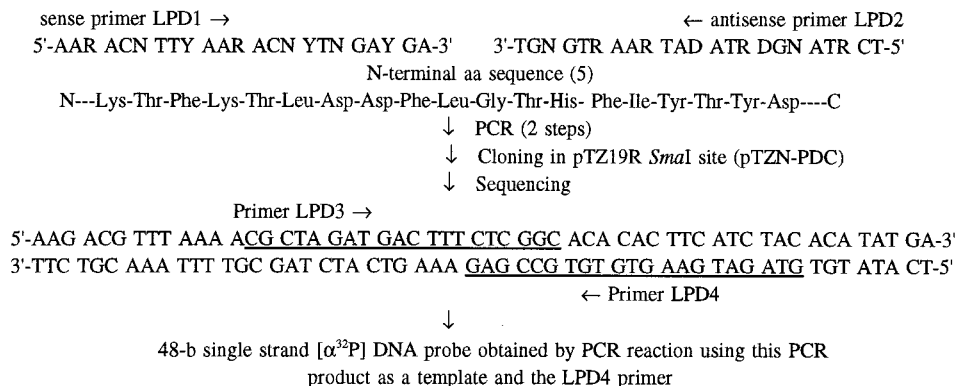 sense primer LPD1 → ← antisense primer LPD2
5'-AAR ACN TTY AAR ACN YTN GAY GA-3' 3'-TGN GTR AAR TAD ATR DGN ATR CT-5'
N-terminal aa sequence (5)
N---Lys-Thr-Phe-Lys-Thr-Leu-Asp-Asp-Phe-Leu-Gly-Thr-His- Phe-Ile-Tyr-Thr-Tyr-Asp----C
↓ PCR (2 steps)
↓ Cloning in pTZ19R SmaI site (pTZN-PDC)
↓ Sequencing
Primer LPD3 →
5'-AAG ACG TTT AAA ACG CTA GAT GAC TTT CTC GGC ACA CAC TTC ATC TAC ACA TAT GA-3'
3'-TTC TGC AAA TTT TGC GAT CTA CTG AAA GAG CCG TGT GTG AAG TAG ATG TGT ATA CT-5'
← Primer LPD4
↓
48-b single strand [α³²P] DNA probe obtained by PCR reaction using this PCR
product as a template and the LPD4 primer